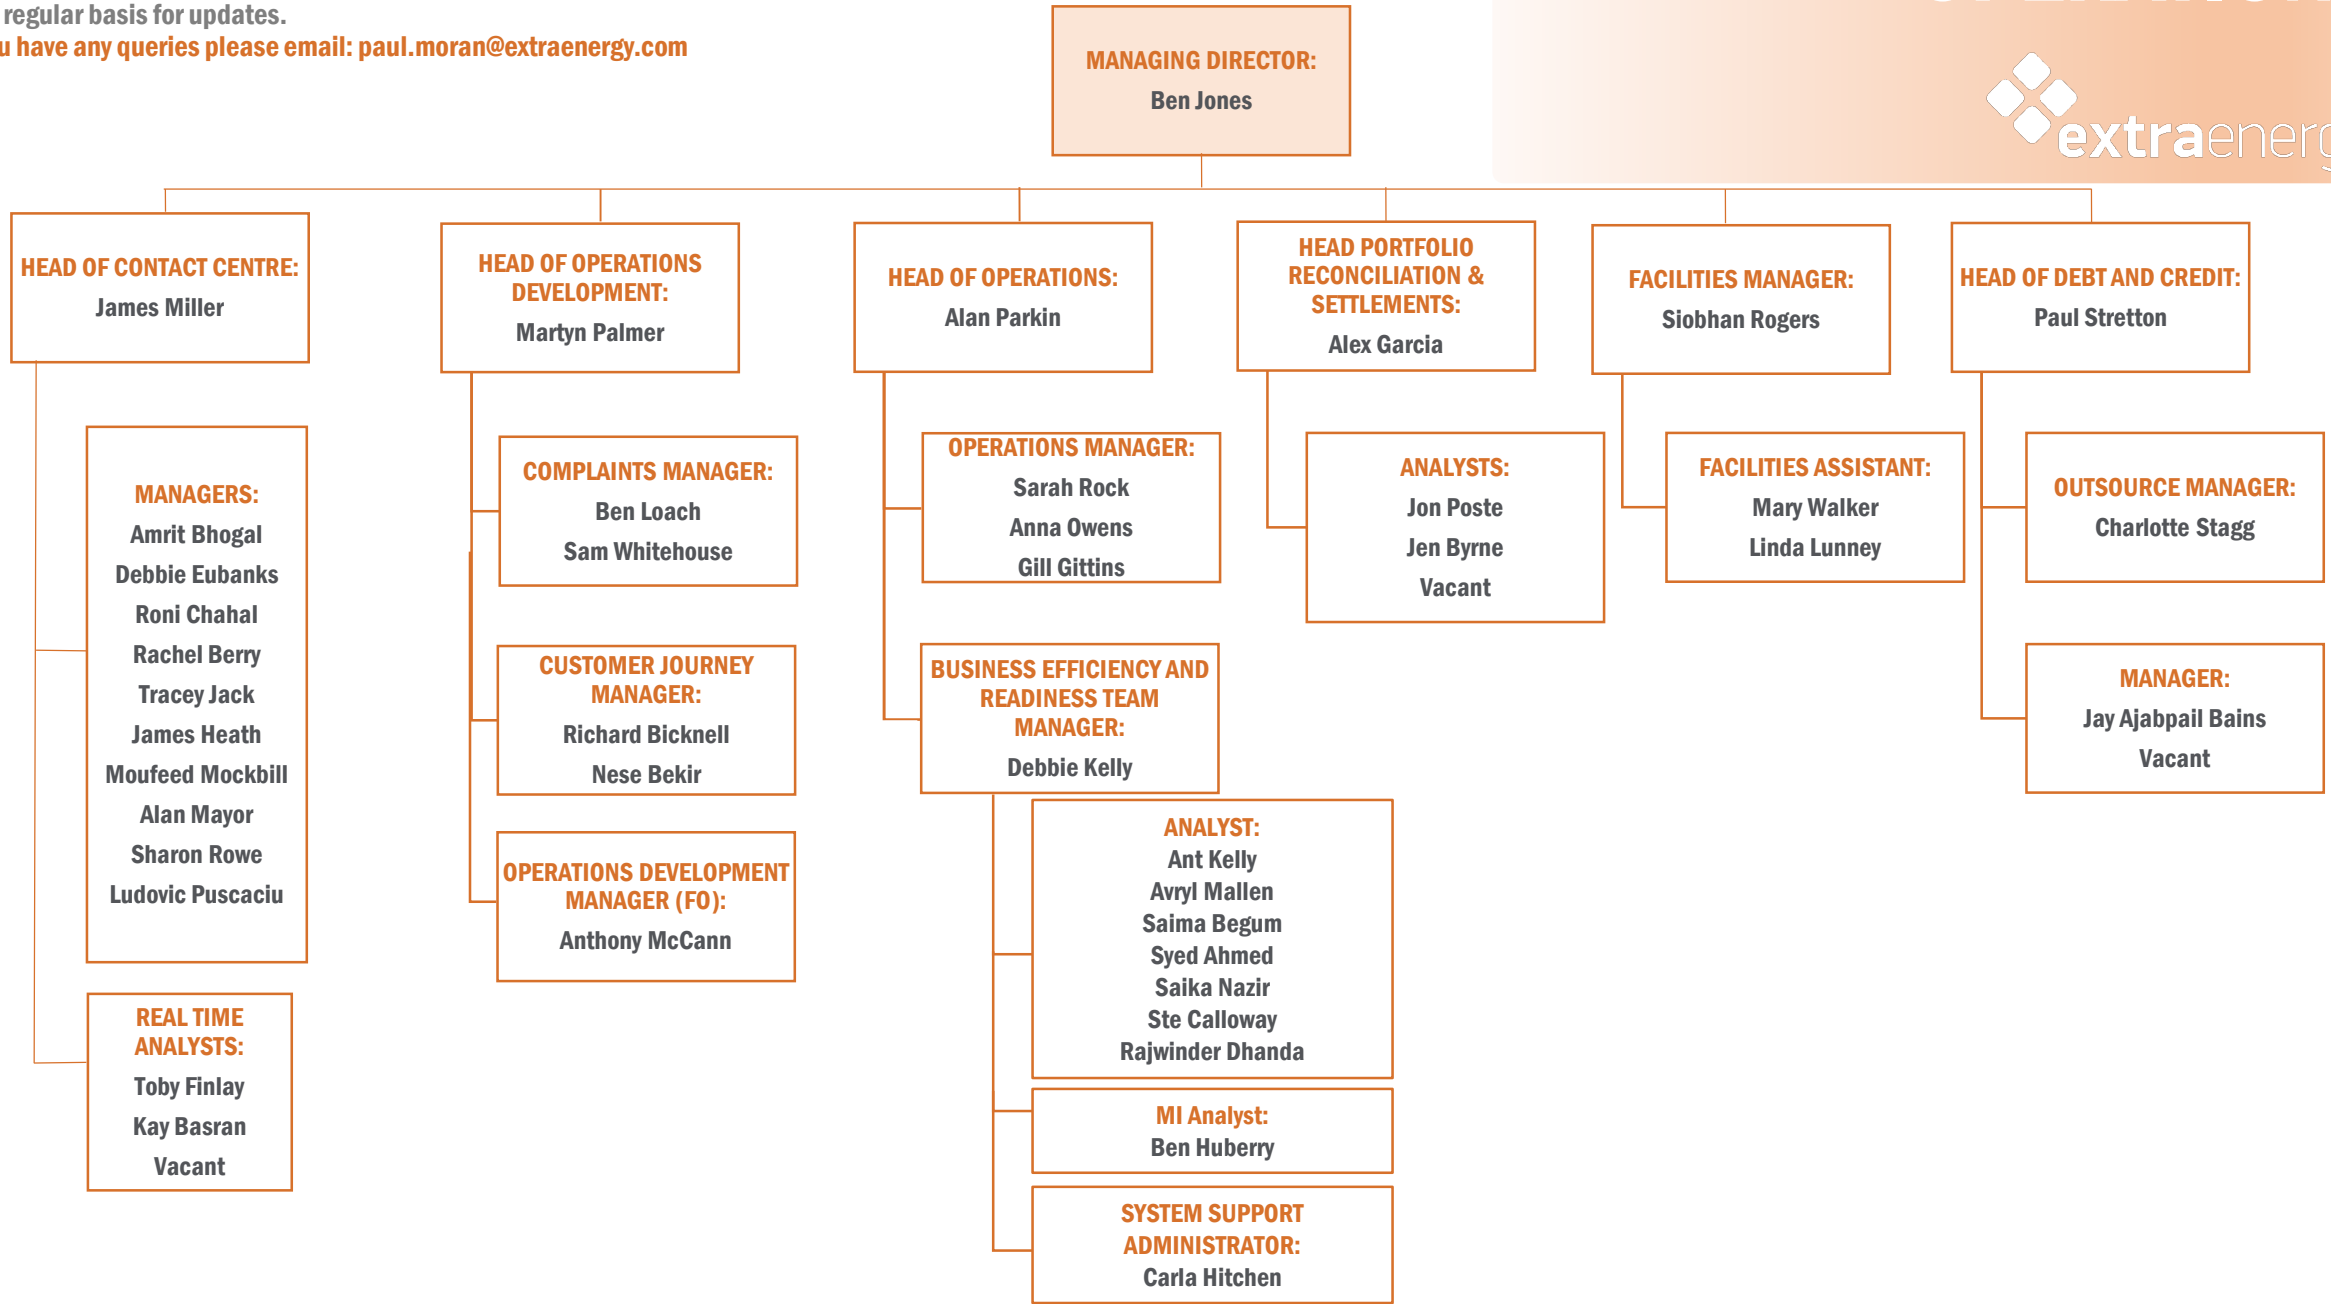 regular basis for updates.
have any queries please email: paul.moran@extraenergy.com
MANAGING DIRECTOR:
Ben Jones
extraenerg
HEAD OF CONTACT CENTRE:
James Miller
MANAGERS:
Amrit Bhogal
Debbie Eubanks
Roni Chahal
Rachel Berry
Tracey Jack
James Heath
Moufeed Mockbill
Alan Mayor
Sharon Rowe
Ludovic Puscaciu
REAL TIME
ANALYSTS:
Toby Finlay
Kay Basran
Vacant
HEAD OF OPERATIONS
DEVELOPMENT:
Martyn Palmer
COMPLAINTS MANAGER:
Ben Loach
Sam Whitehouse
CUSTOMER JOURNEY
MANAGER:
Richard Bicknell
Nese Bekir
OPERATIONS DEVELOPMENT
MANAGER (FO):
Anthony McCann
HEAD OF OPERATIONS:
Alan Parkin
OPERATIONS MANAGER:
Sarah Rock
Anna Owens
Gill Gittins
BUSINESS EFFICIENCY AND
READINESS TEAM
MANAGER:
Debbie Kelly
ANALYST:
Ant Kelly
Avryl Mallen
Saima Begum
Syed Ahmed
Saika Nazir
Ste Calloway
Rajwinder Dhanda
MI Analyst:
Ben Huberry
SYSTEM SUPPORT
ADMINISTRATOR:
Carla Hitchen
HEAD PORTFOLIO
RECONCILIATION &
SETTLEMENTS:
Alex Garcia
ANALYSTS:
Jon Poste
Jen Byrne
Vacant
FACILITIES MANAGER:
Siobhan Rogers
FACILITIES ASSISTANT:
Mary Walker
Linda Lunney
HEAD OF DEBT AND CREDIT:
Paul Stretton
OUTSOURCE MANAGER:
Charlotte Stagg
MANAGER:
Jay Ajabpail Bains
Vacant